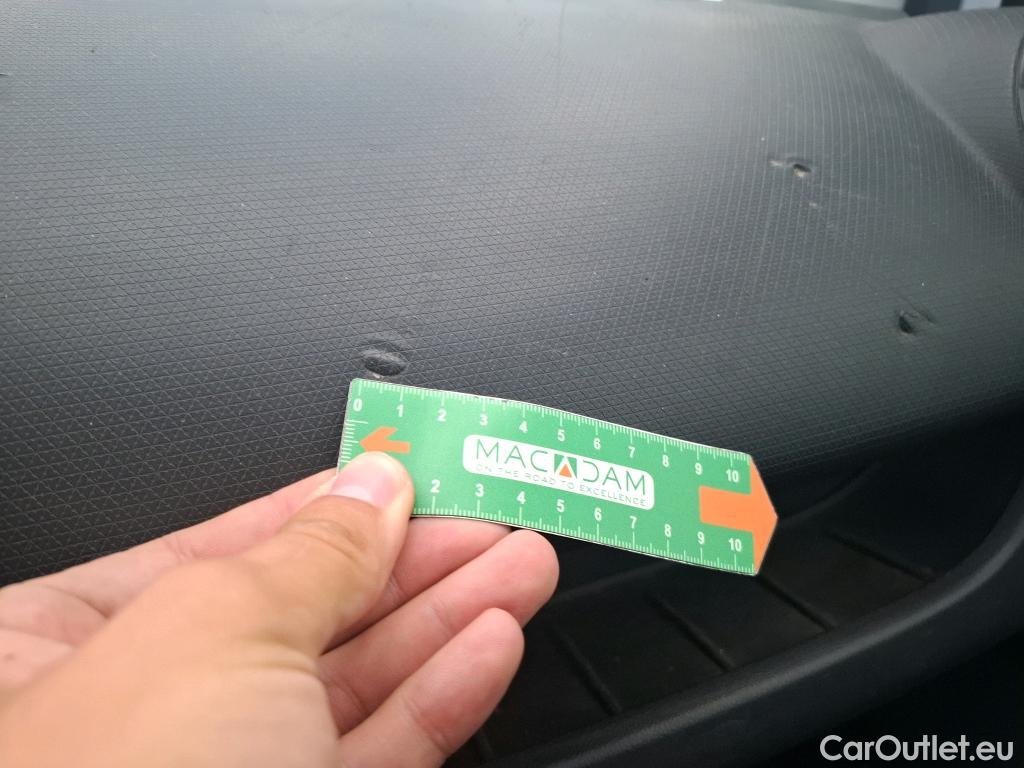 0 1 2 3 4 5 6 7 8 9 10
MACADAM
ON THE ROAD TO EXCELLENCE
2 3 4 5 6 7 8 9 10
CarOutlet.eu